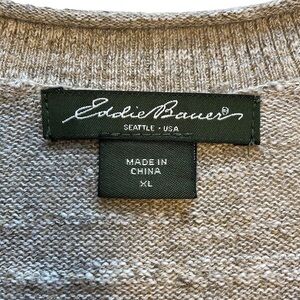 Eddie Bauer®
SEATTLE · USA
MADE IN
CHINA
XL